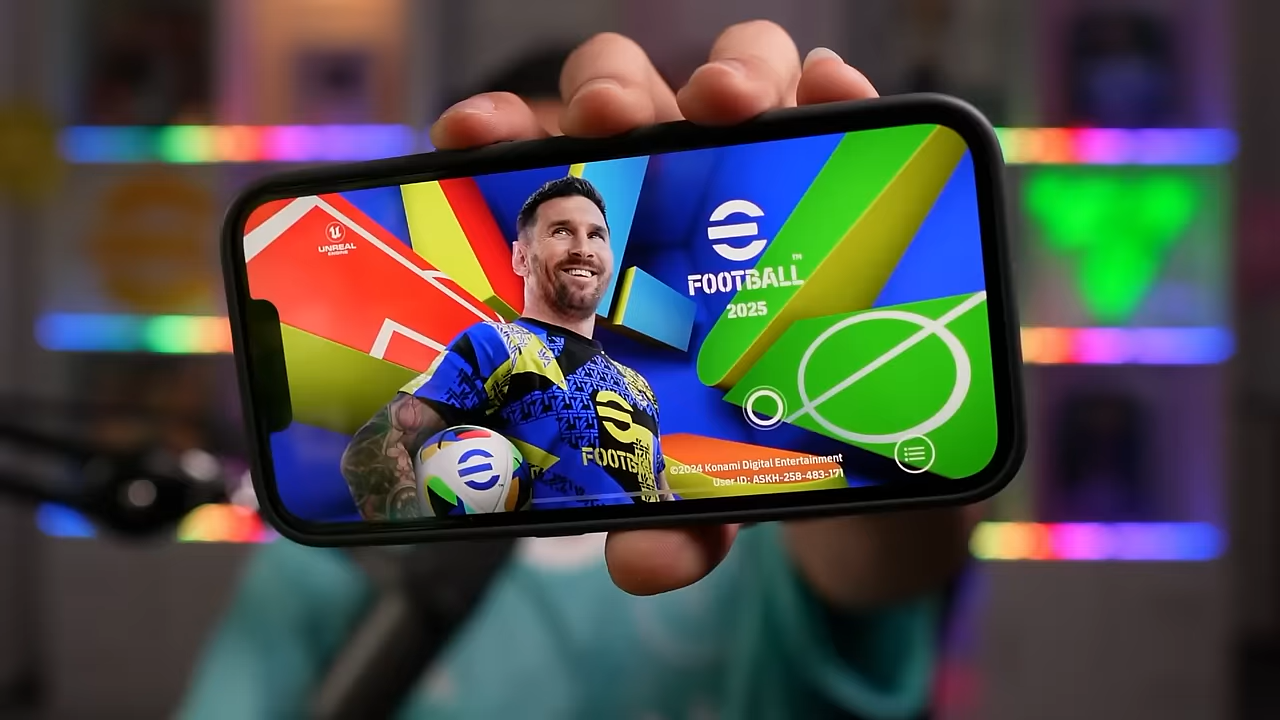 UNREAL
ENGINE
FOOTBALL™
2025
FOOTB
©2024 Konami Digital Entertainment
User ID: ASKH-258-483-171